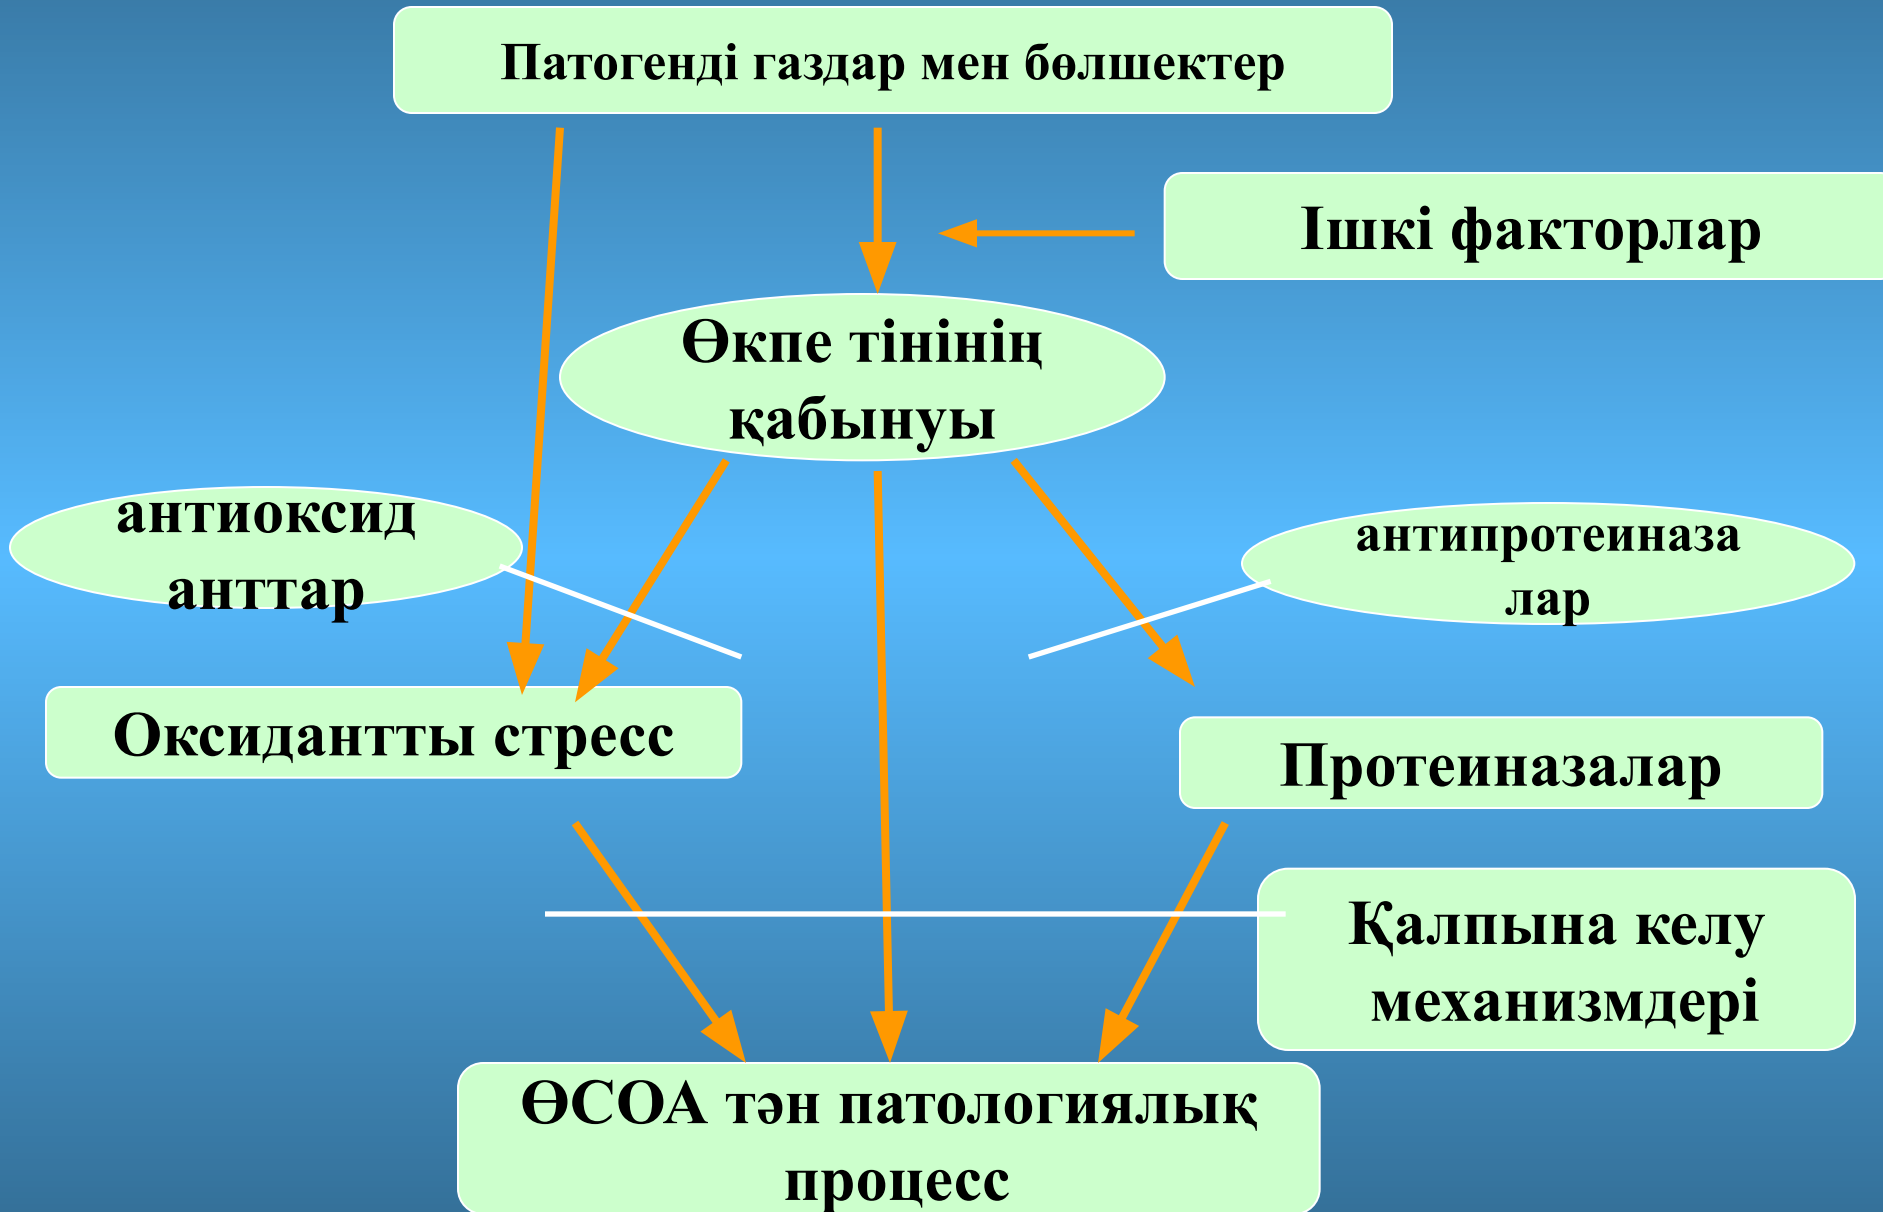 Патогенді газдар мен бөлшектер
Ішкі факторлар
Өкпе тінінің
қабынуы
антиоксид
анттар
антипротеиназа
лар
Оксидантты стресс
Протеиназалар
Қалпына келу
механизмдері
ӨСОА тән патологиялық
процесс